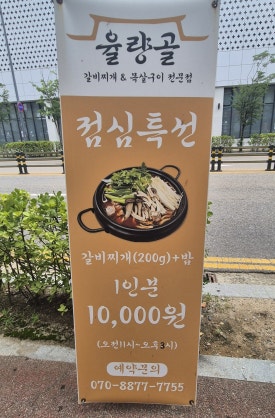 율량골
갈비찌개 & 목살구이 전문점
점심특선
갈비찌개(200g)+밥
1인분
10,000원
(오전11시~오후3시)
예약문의
070-8877-7755